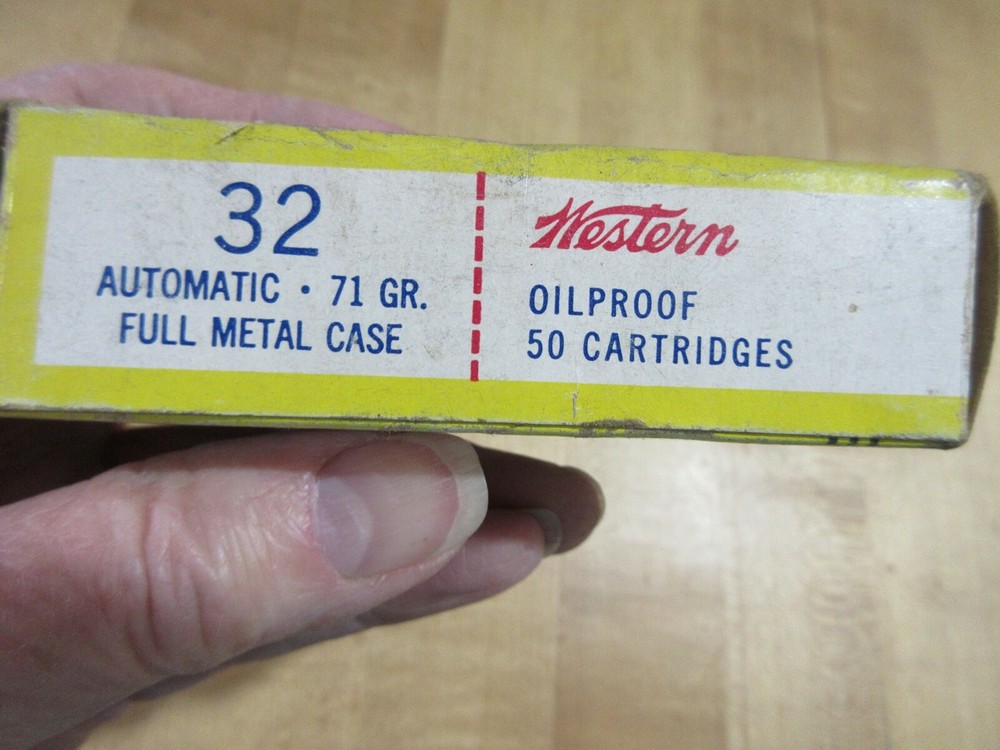 32
AUTOMATIC · 71 GR.
FULL METAL CASE
Western
OILPROOF
50 CARTRIDGES